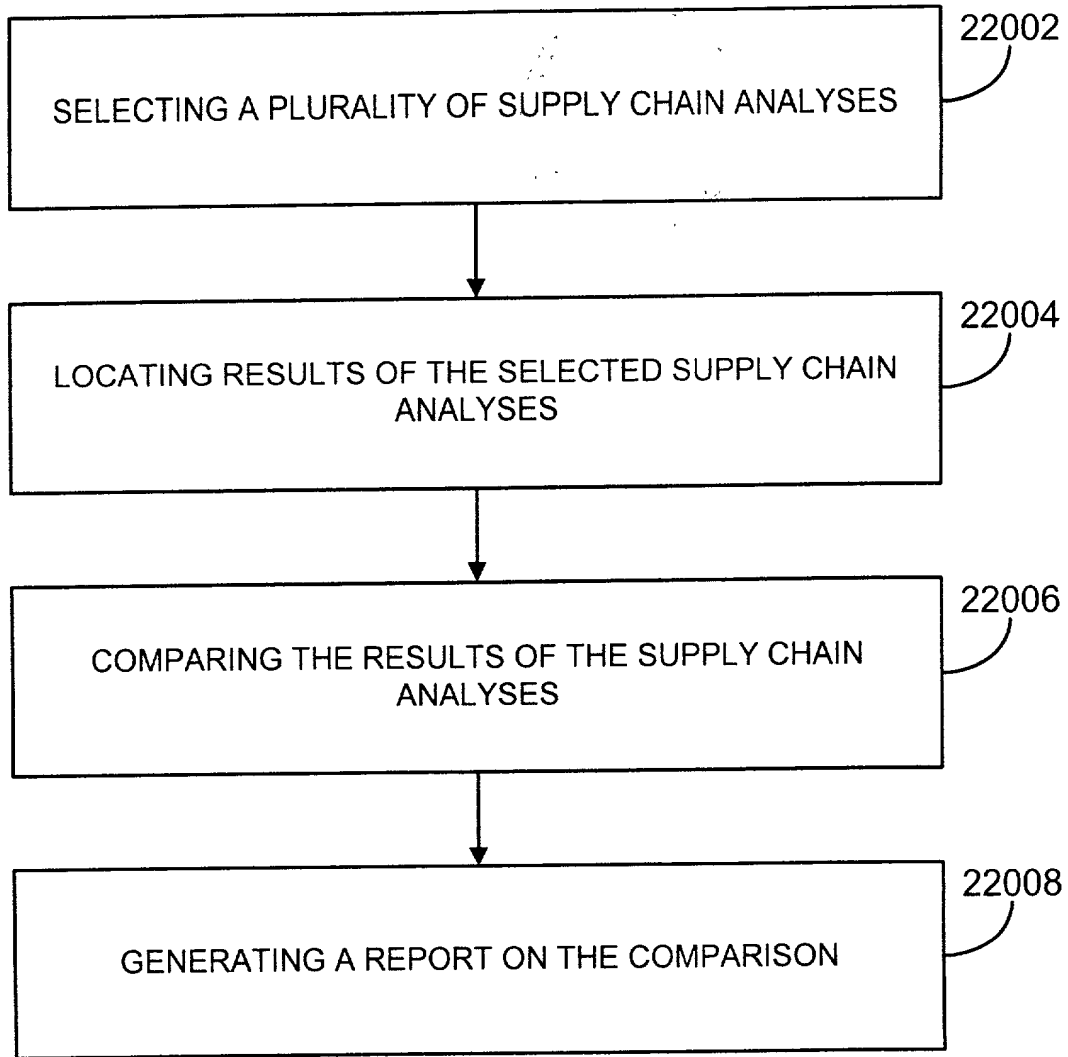 22002
SELECTING A PLURALITY OF SUPPLY CHAIN ANALYSES
22004
LOCATING RESULTS OF THE SELECTED SUPPLY CHAIN
ANALYSES
22006
COMPARING THE RESULTS OF THE SUPPLY CHAIN
ANALYSES
22008
GENERATING A REPORT ON THE COMPARISON